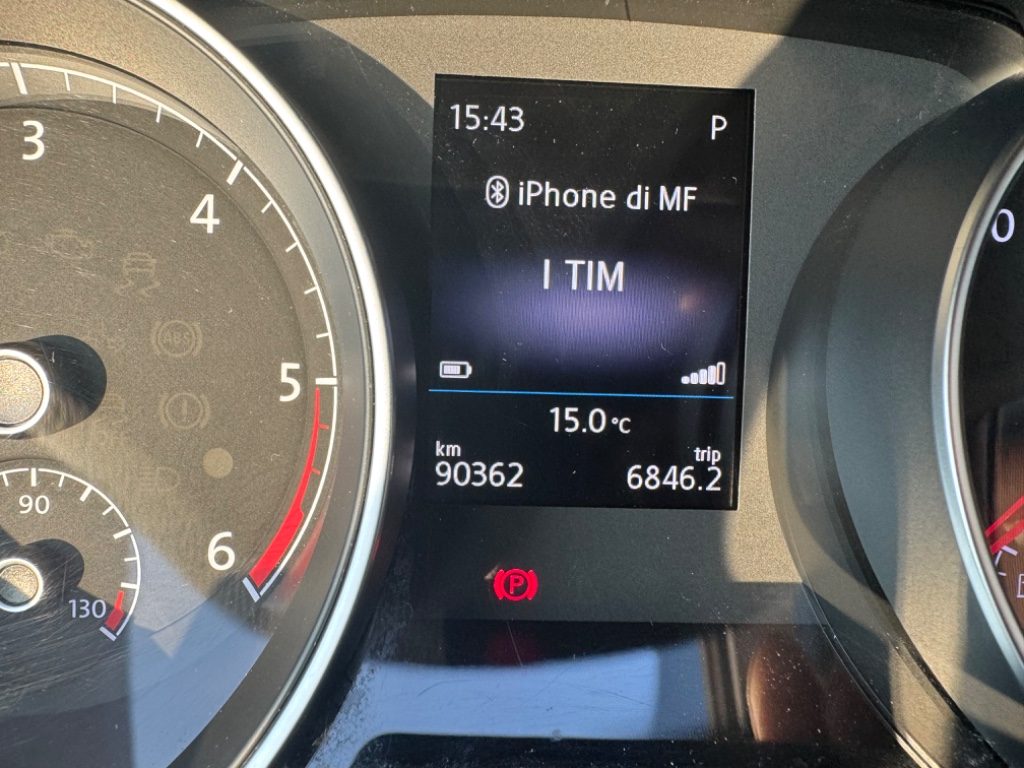 15:43
P
iPhone di MF
I TIM
15.0 °C
km
trip
90362
6846.2
3
4
5
6
90
130
ABS
P
0